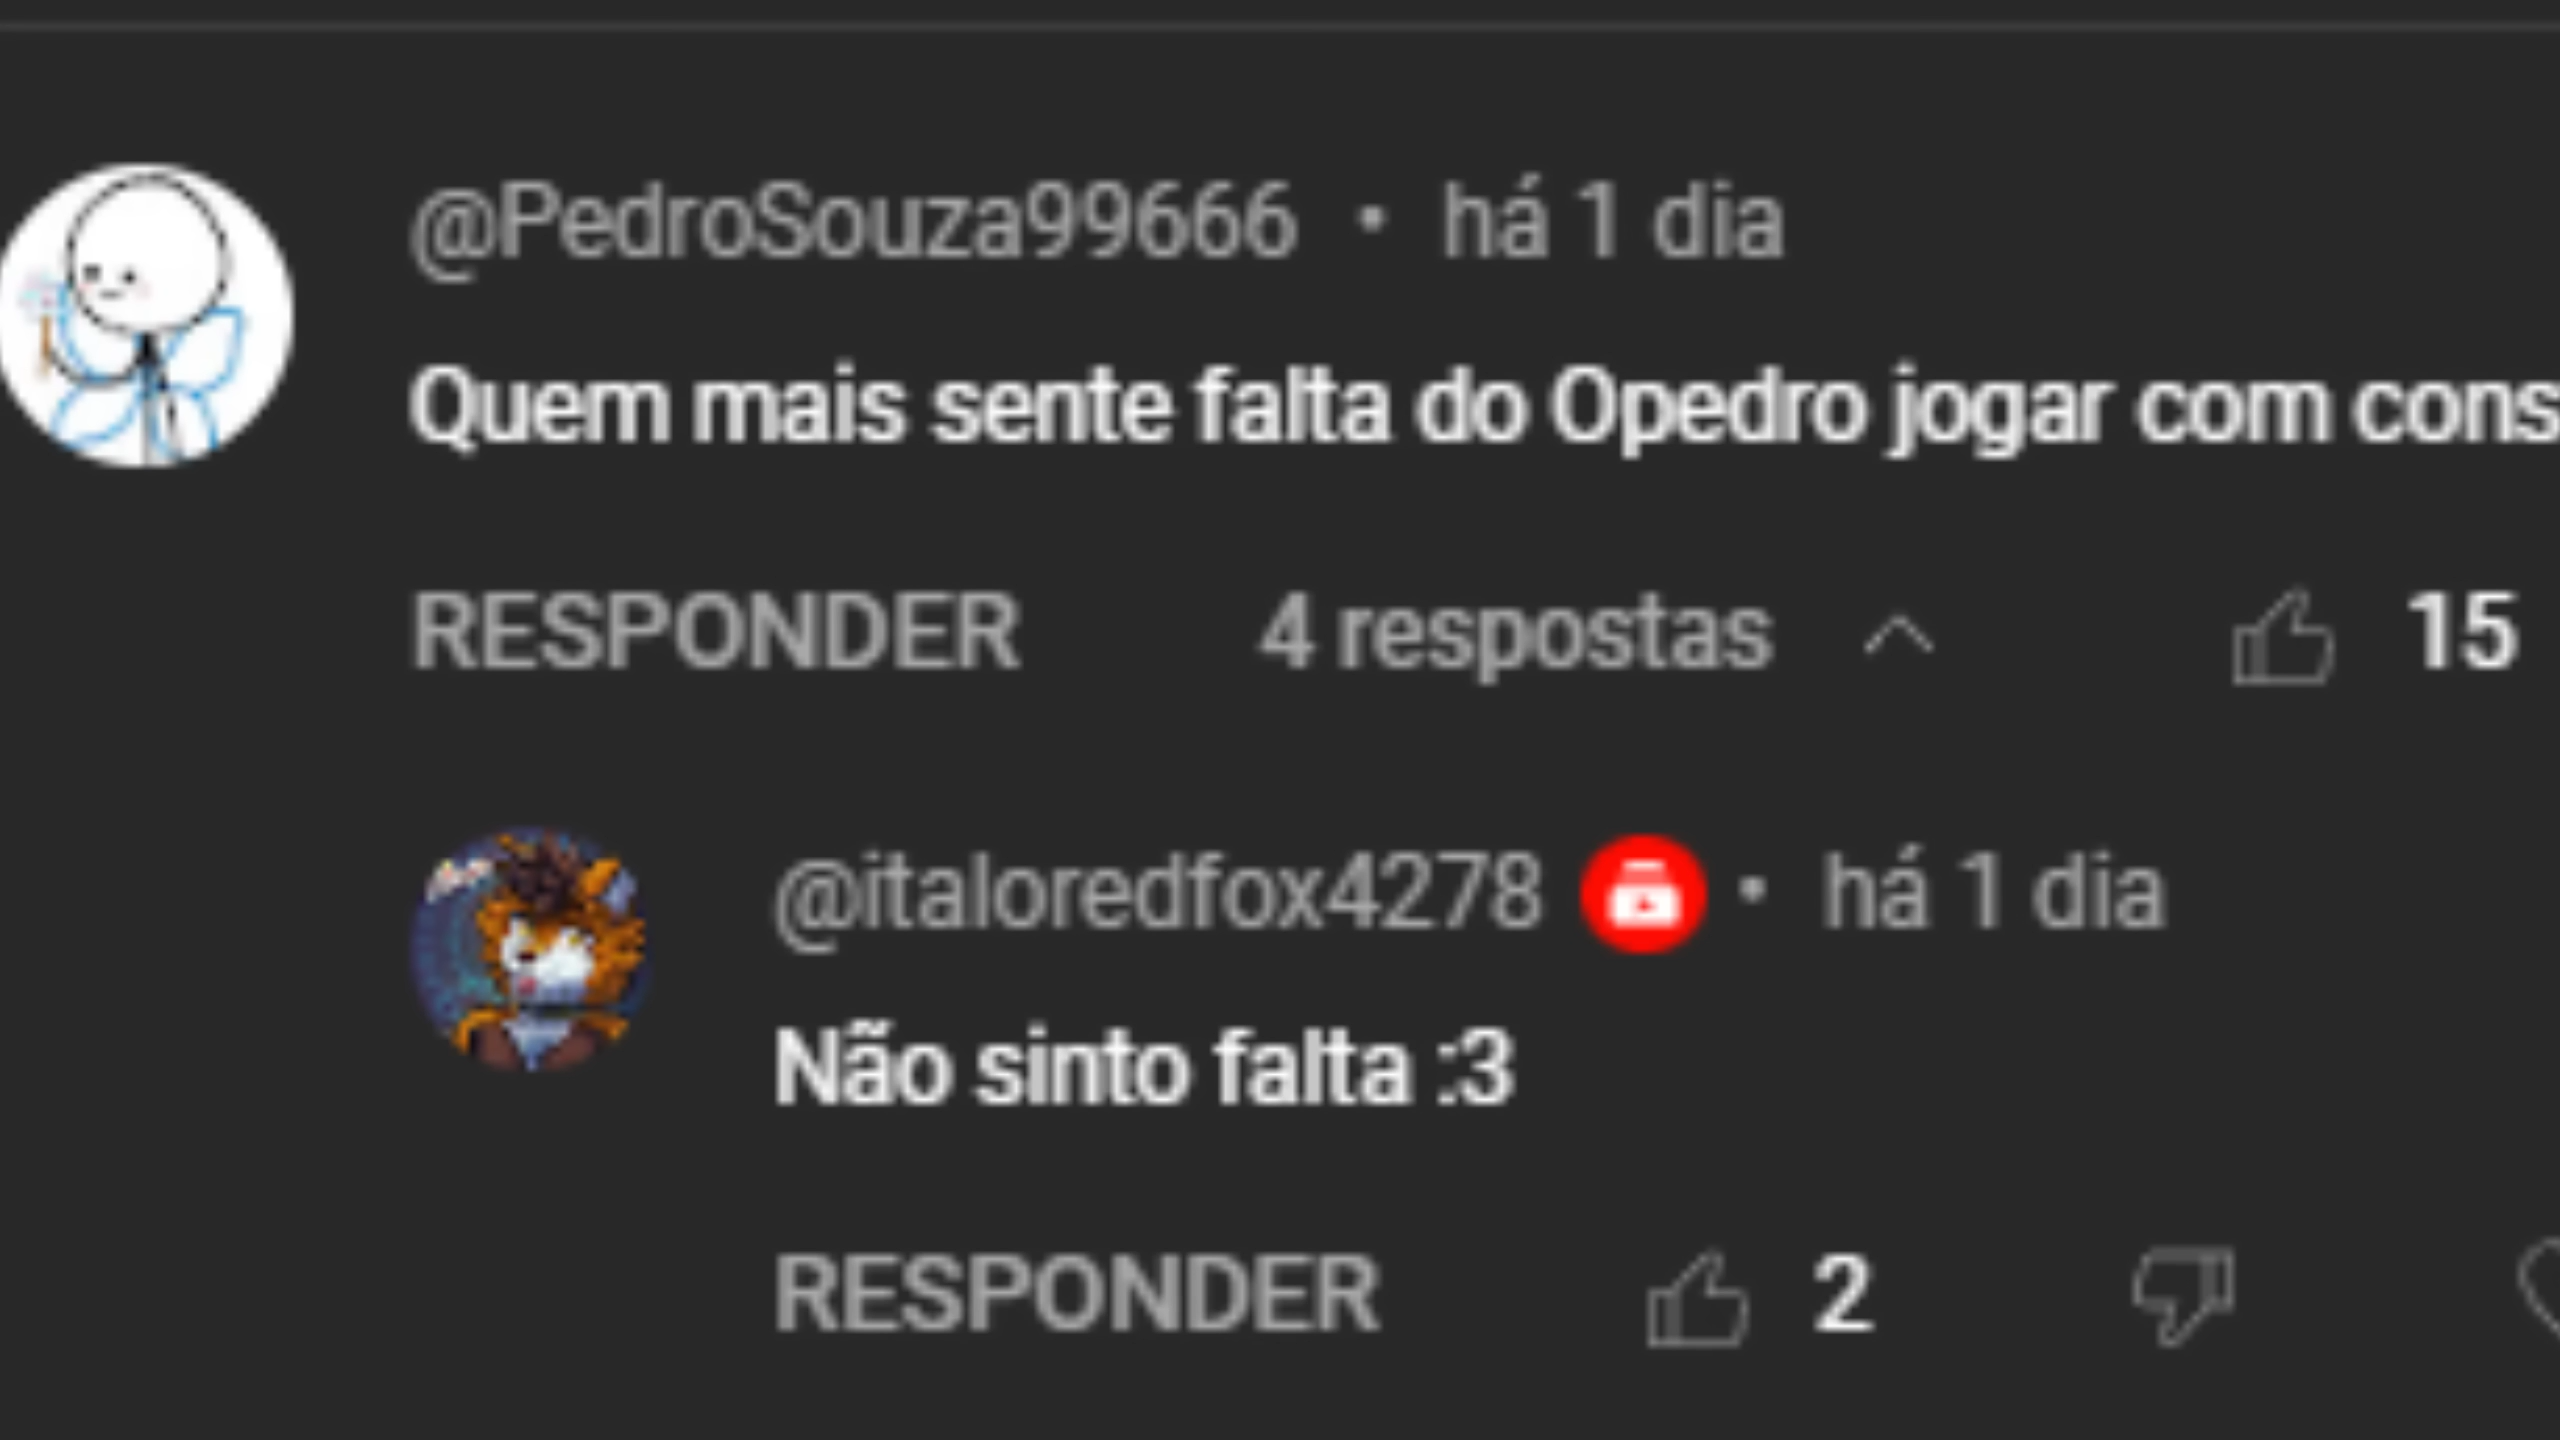 @PedroSouza99666 • há 1 dia
Quem mais sente falta do Opedro jogar com cons
RESPONDER 4 respostas 15
@italoredfox4278 • há 1 dia
Não sinto falta :3
RESPONDER 2